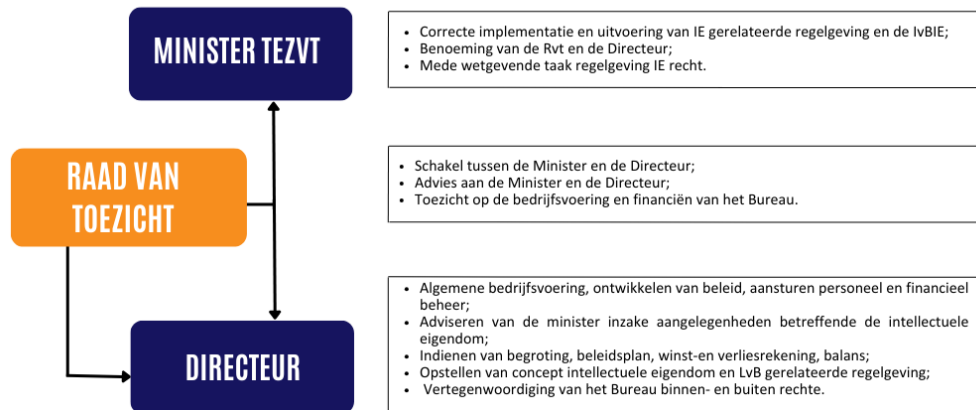 MINISTER TEZVT
• Correcte implementatie en uitvoering van IE gerelateerde regelgeving en de IvBIE;
• Benoeming van de Rvt en de Directeur;
• Mede wetgevende taak regelgeving IE recht.
RAAD VAN
TOEZICHT
• Schakel tussen de Minister en de Directeur;
• Advies aan de Minister en de Directeur;
• Toezicht op de bedrijfsvoering en financiën van het Bureau.
DIRECTEUR
• Algemene bedrijfsvoering, ontwikkelen van beleid, aansturen personeel en financieel
beheer;
• Adviseren van de minister inzake aangelegenheden betreffende de intellectuele
eigendom;
• Indienen van begroting, beleidsplan, winst-en verliesrekening, balans;
• Opstellen van concept intellectuele eigendom en LvB gerelateerde regelgeving;
• Vertegenwoordiging van het Bureau binnen- en buiten rechte.